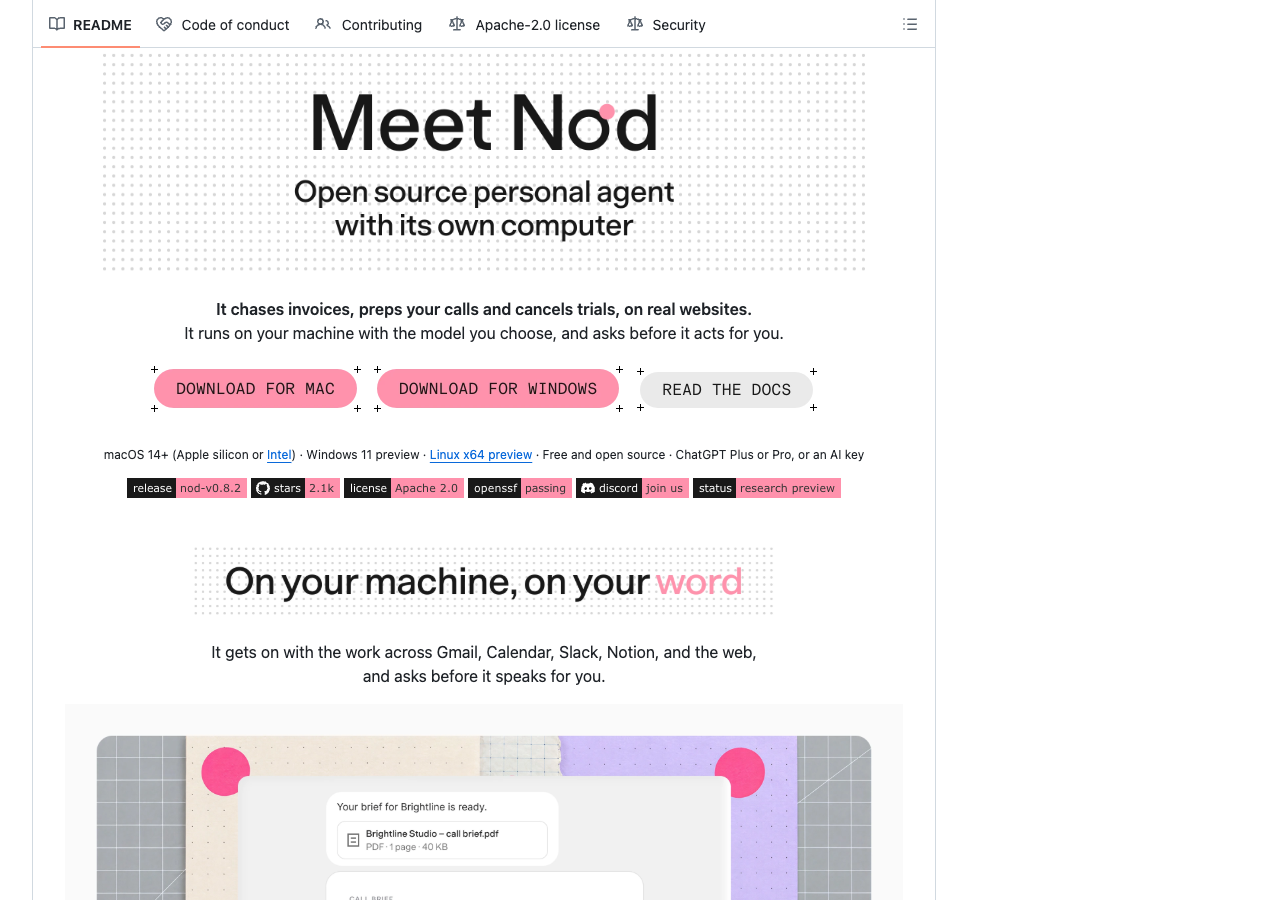 README
Code of conduct
Contributing
Apache-2.0 license
Security
Meet Nod
Open source personal agent
with its own computer
It chases invoices, preps your calls and cancels trials, on real websites.
It runs on your machine with the model you choose, and asks before it acts for you.
DOWNLOAD FOR MAC
DOWNLOAD FOR WINDOWS
READ THE DOCS
macOS 14+ (Apple silicon or Intel) · Windows 11 preview · Linux x64 preview · Free and open source · ChatGPT Plus or Pro, or an AI key
release nod-v0.8.2
stars 2.1k
license Apache 2.0
openssf passing
discord join us
status research preview
On your machine, on your word
It gets on with the work across Gmail, Calendar, Slack, Notion, and the web,
and asks before it speaks for you.
Your brief for Brightline is ready.
Brightline Studio – call brief.pdf
PDF · 1 page · 40 KB
CALL BRIEF